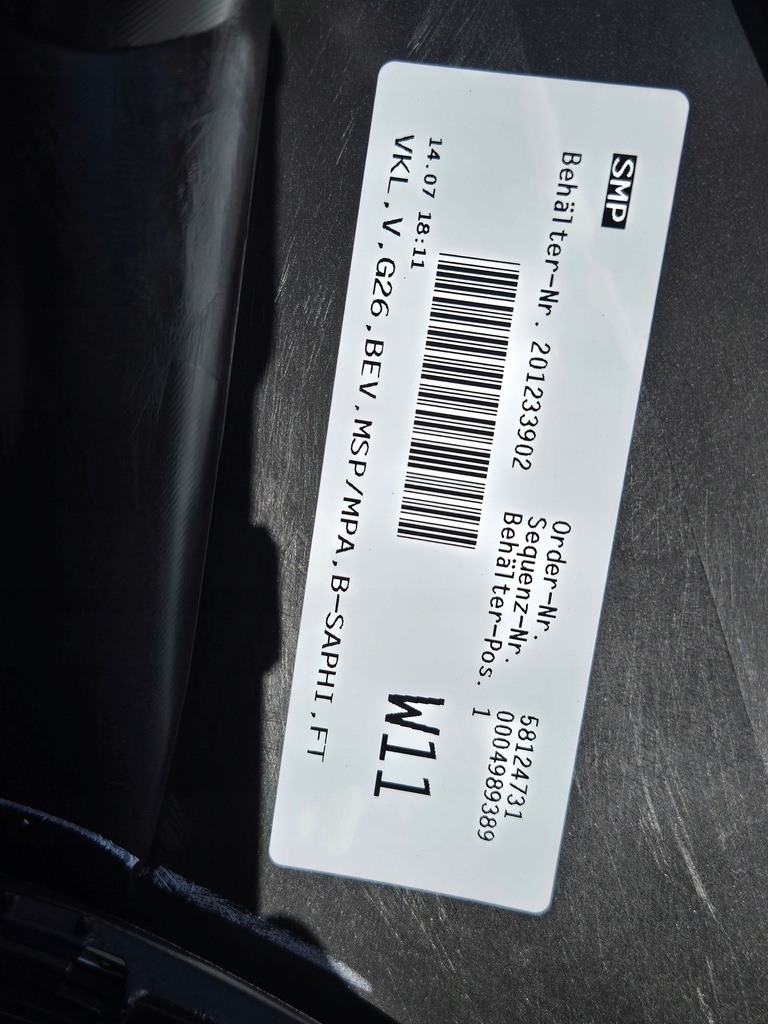 SMP
Behälter-Nr. 201233902
Order-Nr. 58124731
Sequenz-Nr. 0004989389
Behälter-Pos. 1
14.07 18:11
W11
VKL,V,G26,BEV,MSP/MPA,B-SAPHI,FT